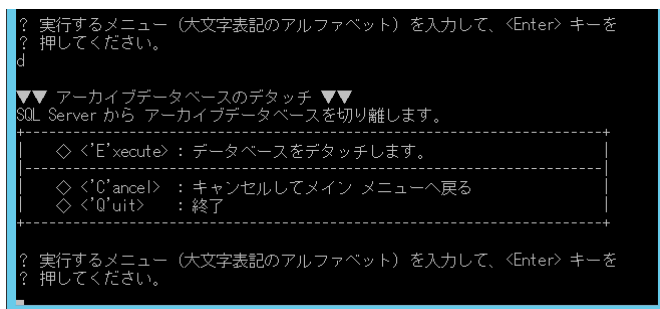 ? 実行するメニュー（大文字表記のアルファベット）を入力して、<Enter> キーを
? 押してください。
d
▼▼ アーカイブデータベースのデタッチ ▼▼
SQL Server から アーカイブデータベースを切り離します。
+------------------------------------------------------------------------+
|   ◇ <'E'xecute> : データベースをデタッチします。 |
|------------------------------------------------------------------------|
|   ◇ <'C'ancel>  : キャンセルしてメイン メニューへ戻る |
|   ◇ <'Q'uit>    : 終了 |
+------------------------------------------------------------------------+
? 実行するメニュー（大文字表記のアルファベット）を入力して、<Enter> キーを
? 押してください。